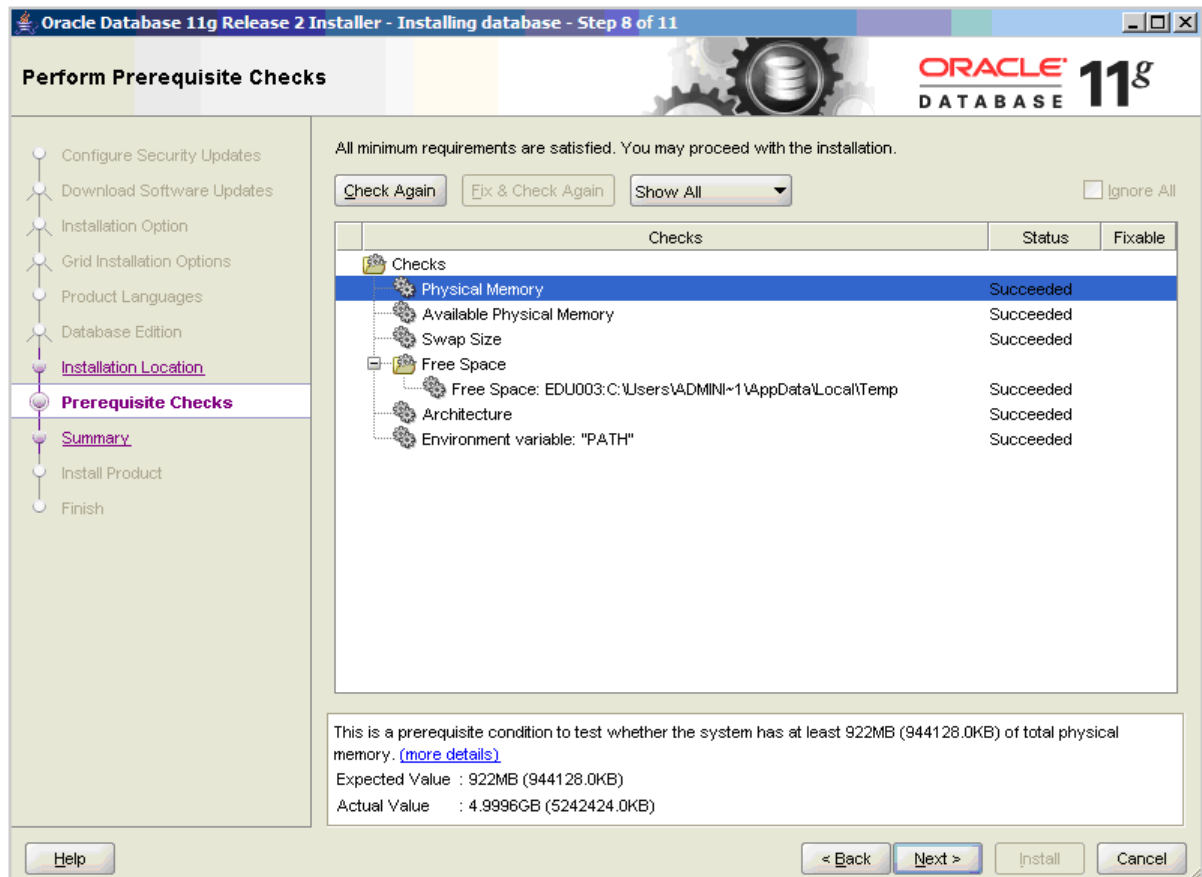 Oracle Database 11g Release 2 Installer - Installing database - Step 8 of 11
Perform Prerequisite Checks
ORACLE DATABASE 11g
Configure Security Updates
Download Software Updates
Installation Option
Grid Installation Options
Product Languages
Database Edition
Installation Location
Prerequisite Checks
Summary
Install Product
Finish
All minimum requirements are satisfied. You may proceed with the installation.
Check Again Fix & Check Again Show All Ignore All
Checks Status Fixable
Checks
Physical Memory Succeeded
Available Physical Memory Succeeded
Swap Size Succeeded
Free Space
Free Space: EDU003:C:\Users\ADMINI~1\AppData\Local\Temp Succeeded
Architecture Succeeded
Environment variable: "PATH" Succeeded
This is a prerequisite condition to test whether the system has at least 922MB (944128.0KB) of total physical
memory. (more details)
Expected Value : 922MB (944128.0KB)
Actual Value : 4.9996GB (5242424.0KB)
Help < Back Next > Install Cancel